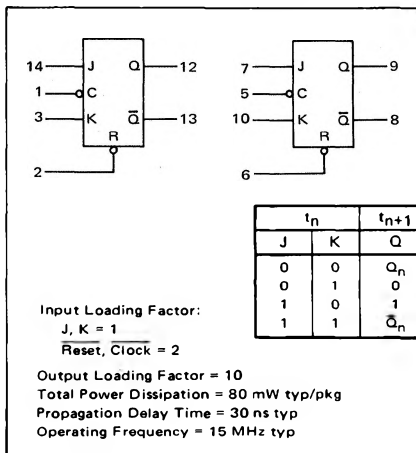 14 J Q 12
1 C
3 K Q̅ 13
R
2
7 J Q 9
5 C
10 K Q̅ 8
R
6
tn tn+1
J K Q
0 0 Qn
0 1 0
1 0 1
1 1 Q̅n
Input Loading Factor:
J, K = 1
R̅e̅s̅e̅t̅, C̅l̅o̅c̅k̅ = 2
Output Loading Factor = 10
Total Power Dissipation = 80 mW typ/pkg
Propagation Delay Time = 30 ns typ
Operating Frequency = 15 MHz typ